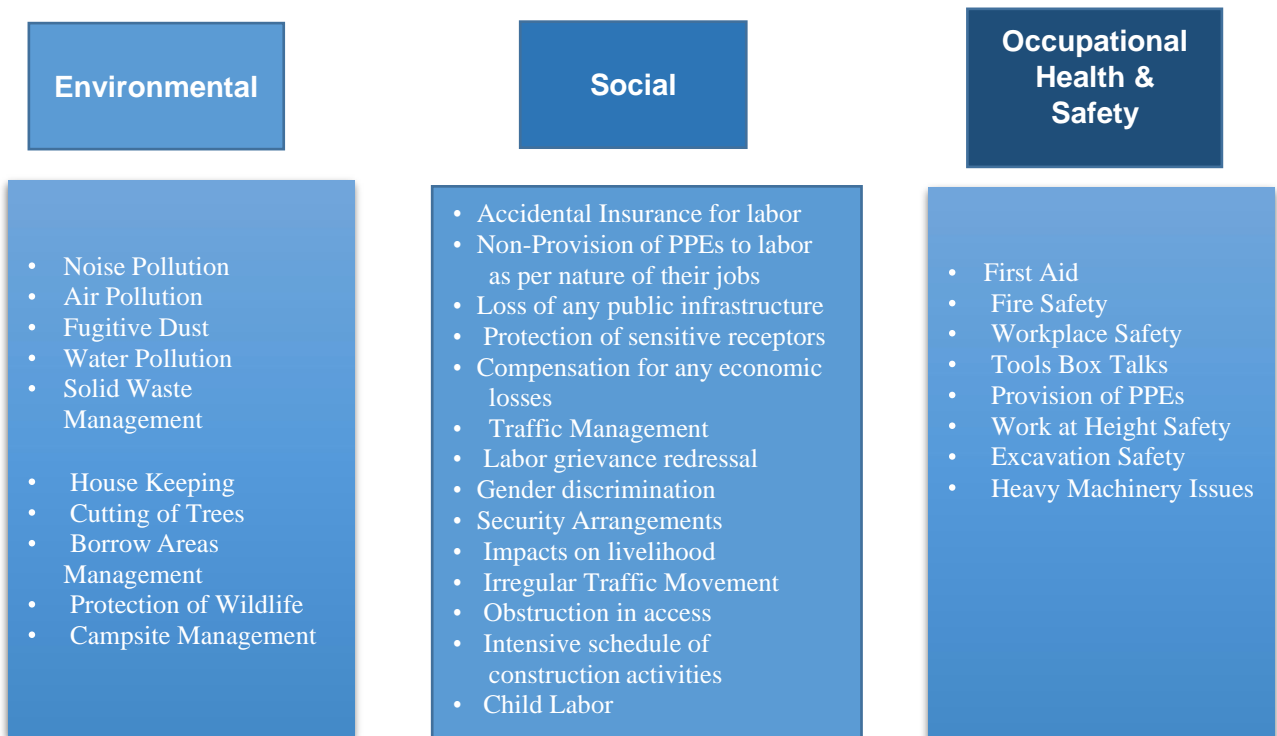 Environmental
• Noise Pollution
• Air Pollution
• Fugitive Dust
• Water Pollution
• Solid Waste
Management
• House Keeping
• Cutting of Trees
• Borrow Areas
Management
• Protection of Wildlife
• Campsite Management
Social
• Accidental Insurance for labor
• Non-Provision of PPEs to labor
as per nature of their jobs
• Loss of any public infrastructure
• Protection of sensitive receptors
• Compensation for any economic
losses
• Traffic Management
• Labor grievance redressal
• Gender discrimination
• Security Arrangements
• Impacts on livelihood
• Irregular Traffic Movement
• Obstruction in access
• Intensive schedule of
construction activities
• Child Labor
Occupational
Health &
Safety
• First Aid
• Fire Safety
• Workplace Safety
• Tools Box Talks
• Provision of PPEs
• Work at Height Safety
• Excavation Safety
• Heavy Machinery Issues